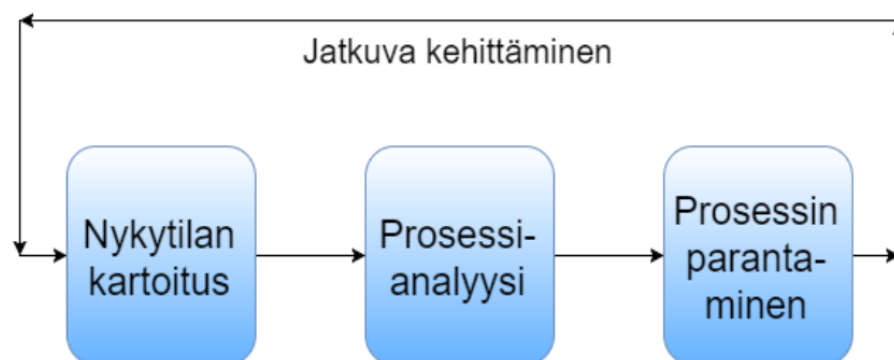 Jatkuva kehittäminen
Nykytilan
kartoitus
Prosessi-
analyysi
Prosessin
paranta-
minen